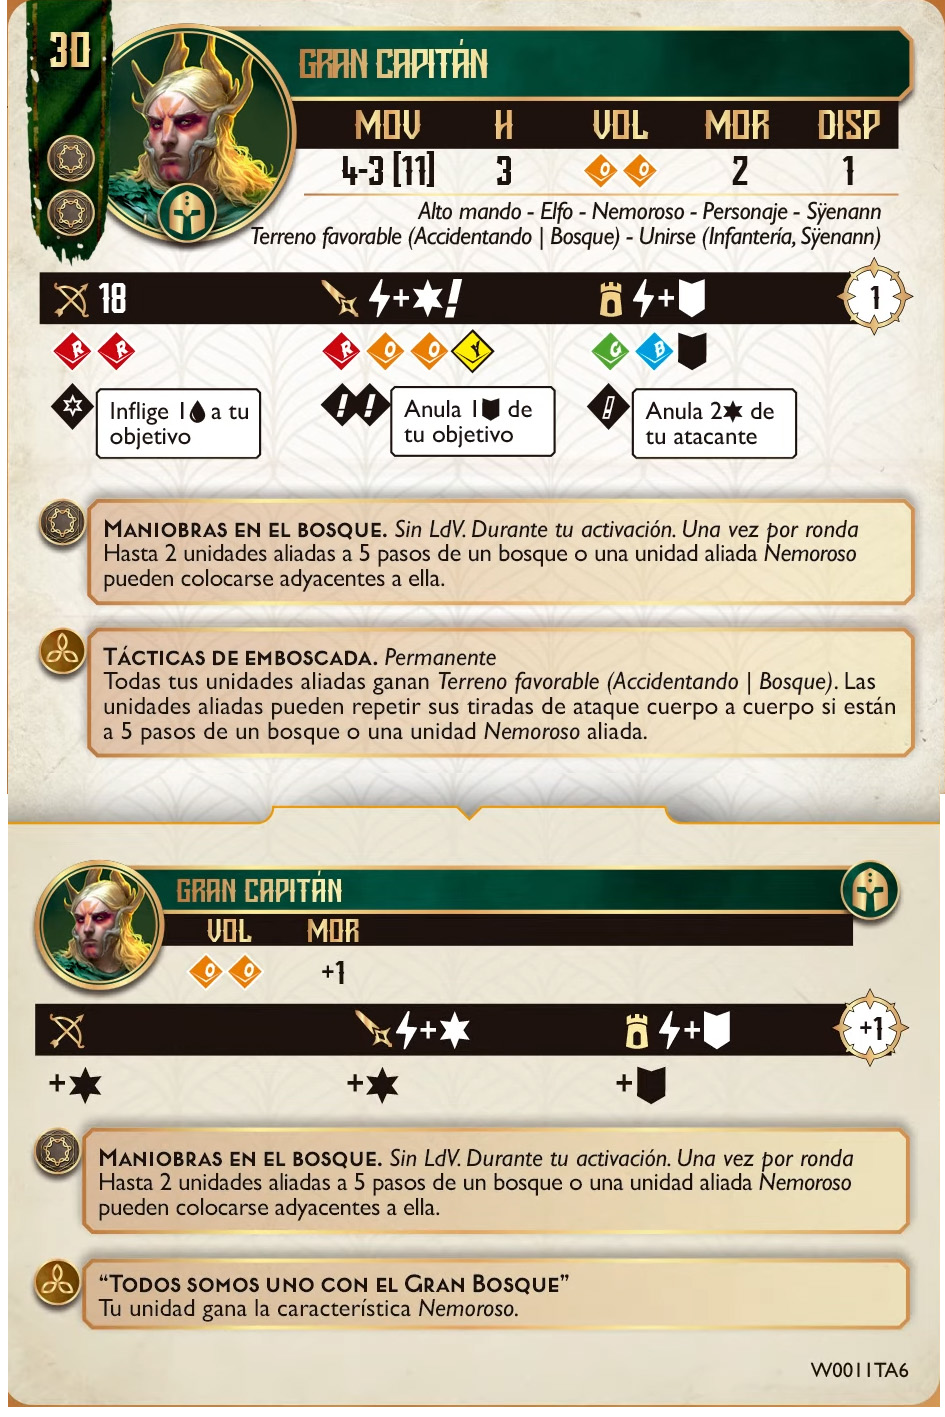 30
GRAN CAPITÁN
MOV H VOL MOR DISP
4-3 [11] 3 O O 2 1
Alto mando - Elfo - Nemoroso - Personaje - Sÿenann
Terreno favorable (Accidentando | Bosque) - Unirse (Infantería, Sÿenann)
18 + ! + 1
R R R O O Y G B
! ! !
Inflige 1 a tu
objetivo
Anula 1 de
tu objetivo
Anula 2 de
tu atacante
MANIOBRAS EN EL BOSQUE. Sin LdV. Durante tu activación. Una vez por ronda
Hasta 2 unidades aliadas a 5 pasos de un bosque o una unidad aliada Nemoroso
pueden colocarse adyacentes a ella.
TÁCTICAS DE EMBOSCADA. Permanente
Todas tus unidades aliadas ganan Terreno favorable (Accidentando | Bosque). Las
unidades aliadas pueden repetir sus tiradas de ataque cuerpo a cuerpo si están
a 5 pasos de un bosque o una unidad Nemoroso aliada.
GRAN CAPITÁN
VOL MOR
O O +1
+ + +1
+ + +
MANIOBRAS EN EL BOSQUE. Sin LdV. Durante tu activación. Una vez por ronda
Hasta 2 unidades aliadas a 5 pasos de un bosque o una unidad aliada Nemoroso
pueden colocarse adyacentes a ella.
“TODOS SOMOS UNO CON EL GRAN BOSQUE”
Tu unidad gana la característica Nemoroso.
W0011TA6